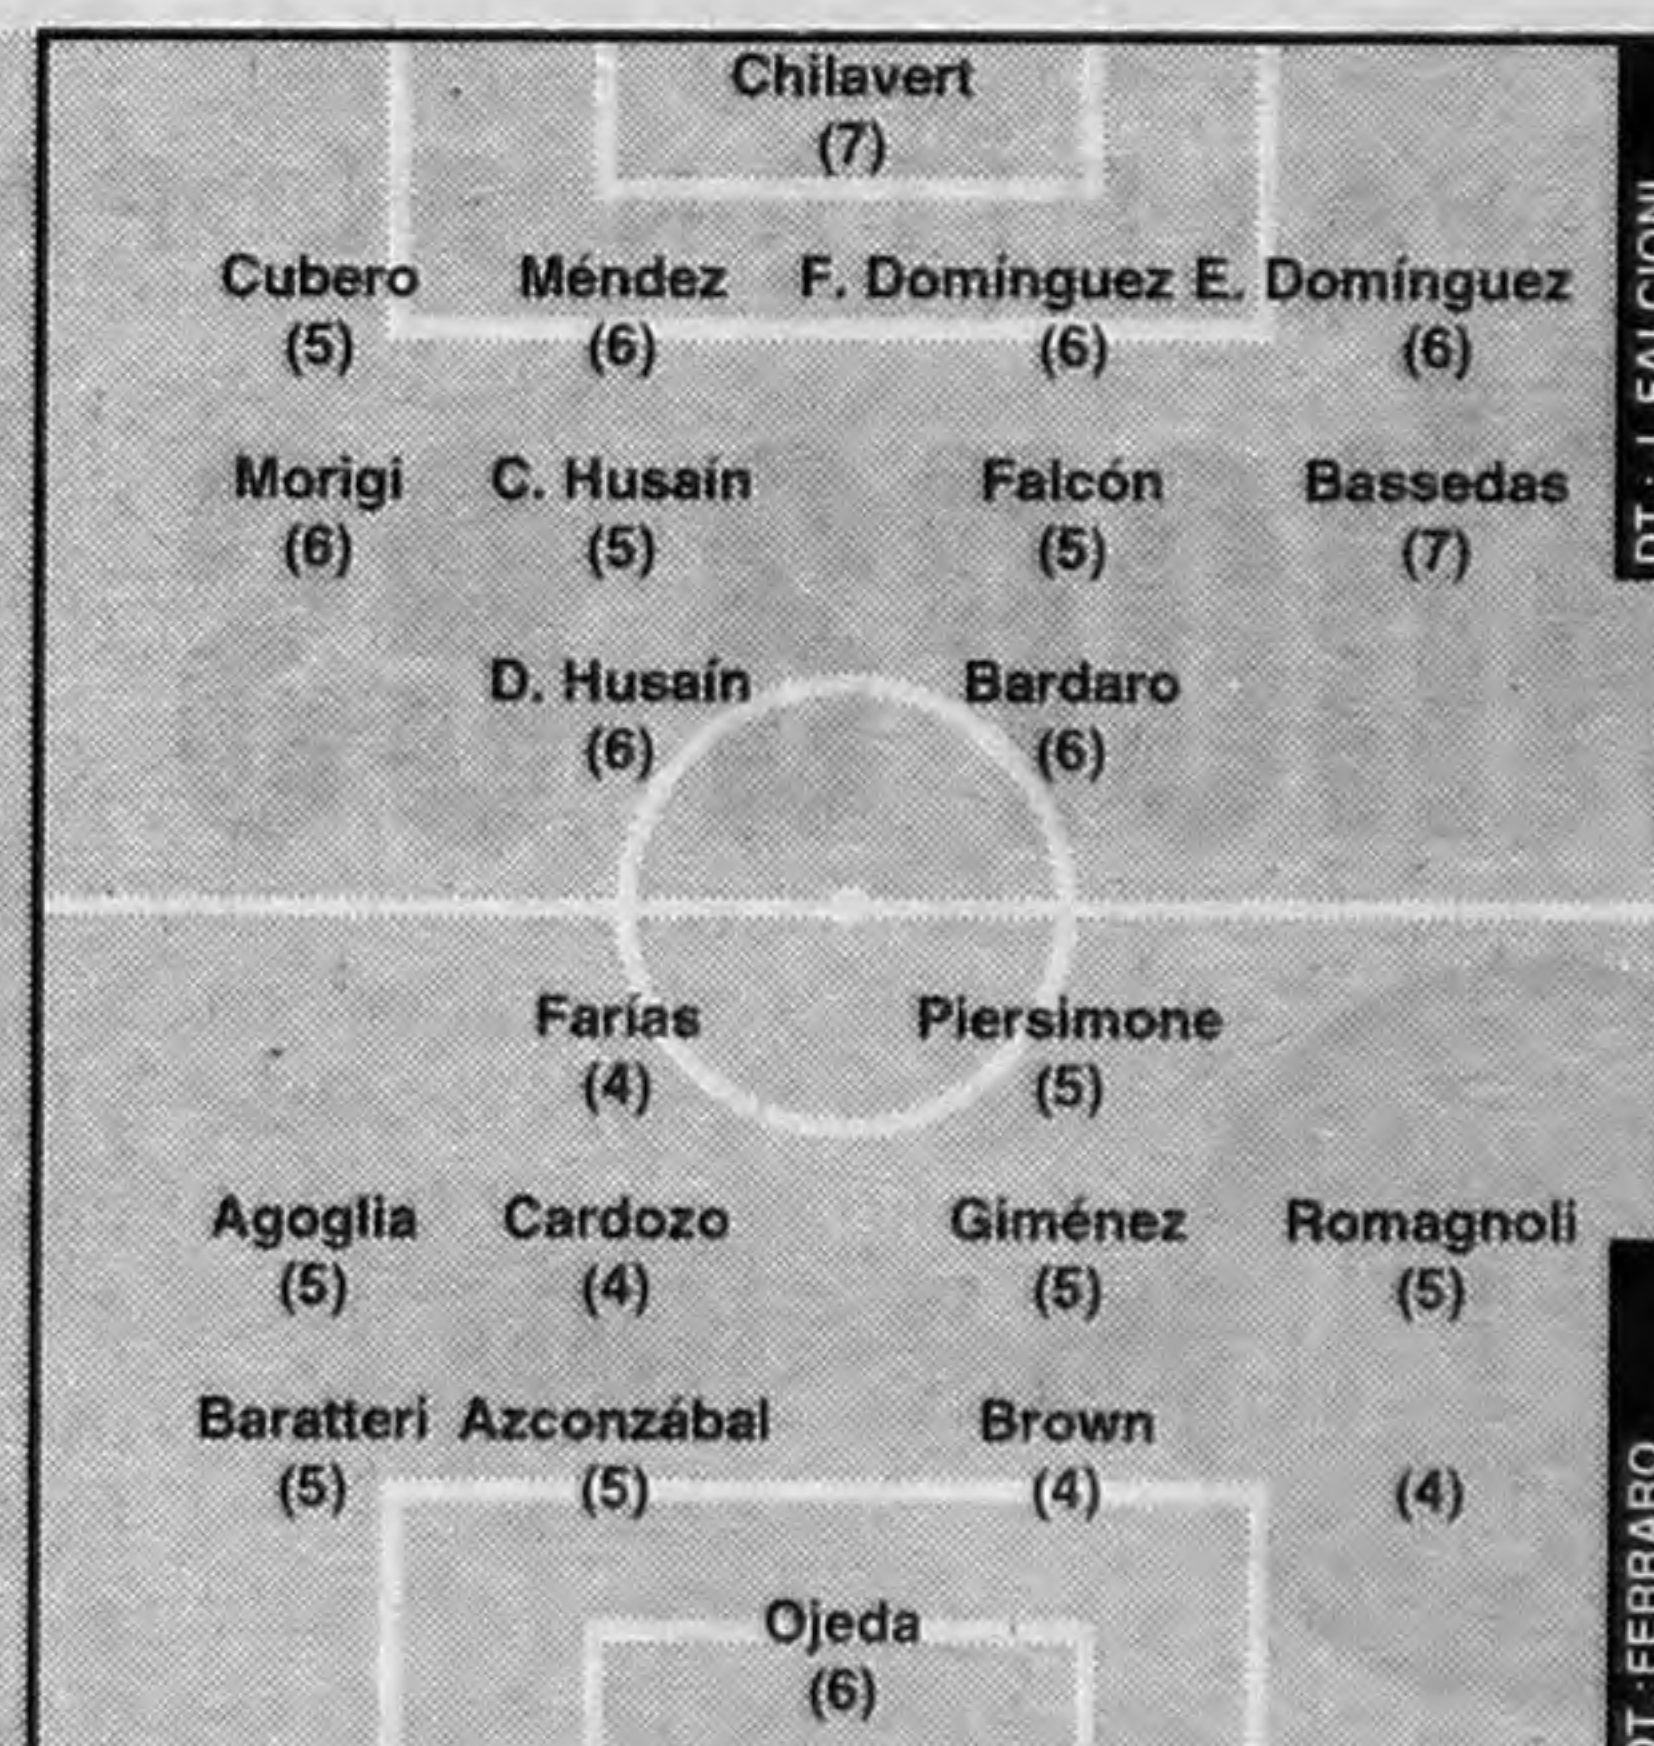 Chilavert
(7)
Cubero Méndez F. Domínguez E. Domínguez
(5) (6) (6) (6)
Morigi C. Husaín Falcón Bassedas
(6) (5) (5) (7)
D. Husaín Bardaro
(6) (6)
Farías Piersimone
(4) (5)
Agoglia Cardozo Giménez Romagnoli
(5) (4) (5) (5)
Baratteri Azconzábal Brown
(5) (5) (4) (4)
Ojeda
(6)
FALCIONI
FERRARO